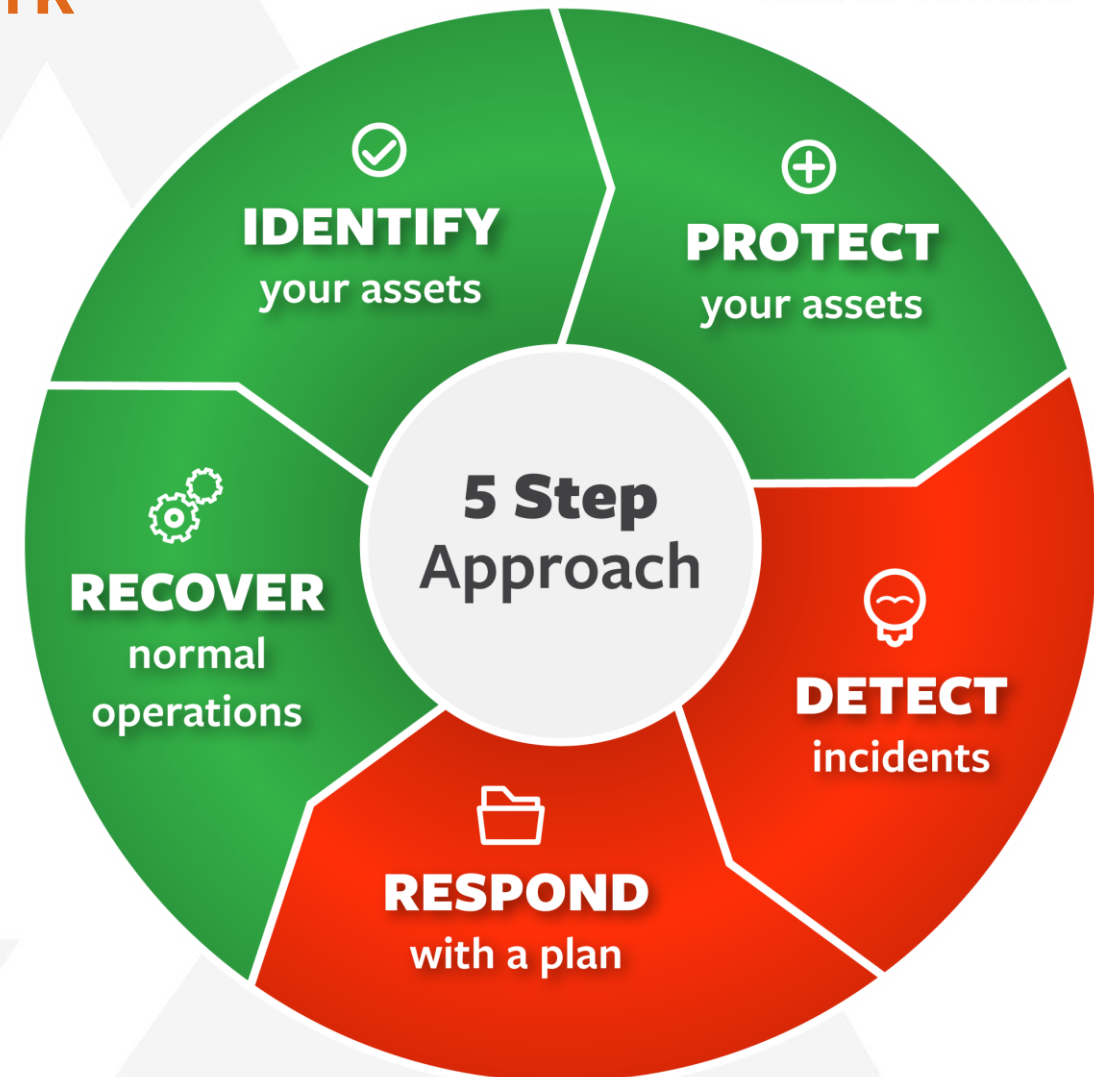 5 Step
Approach
IDENTIFY
your assets
PROTECT
your assets
DETECT
incidents
RESPOND
with a plan
RECOVER
normal
operations